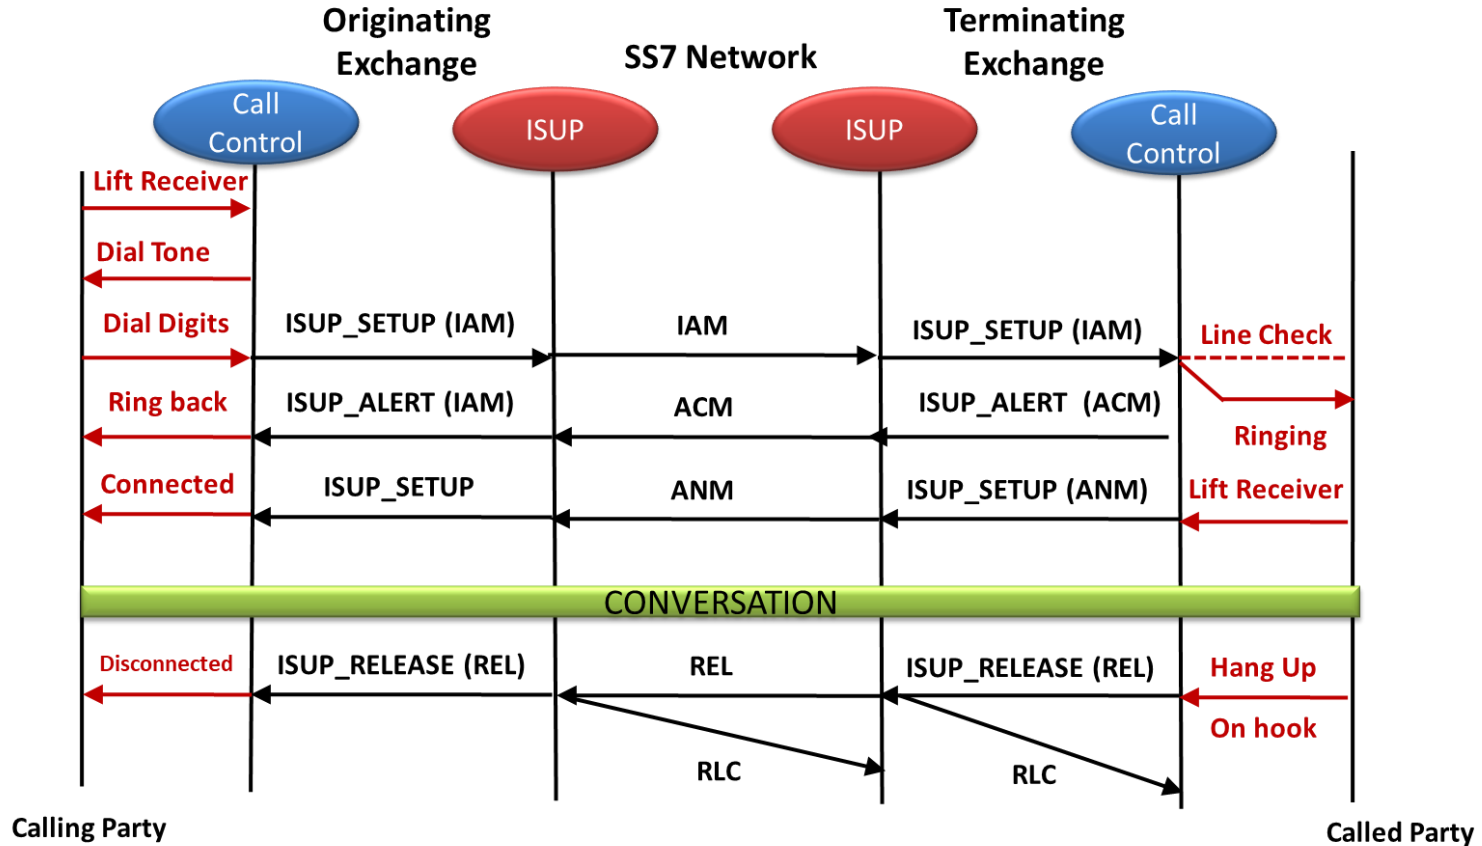 Originating
Exchange
SS7 Network
Terminating
Exchange
Call
Control
ISUP
ISUP
Call
Control
Lift Receiver
Dial Tone
Dial Digits
ISUP_SETUP (IAM)
IAM
ISUP_SETUP (IAM)
Line Check
Ring back
ISUP_ALERT (IAM)
ACM
ISUP_ALERT (ACM)
Ringing
Connected
ISUP_SETUP
ANM
ISUP_SETUP (ANM)
Lift Receiver
CONVERSATION
Disconnected
ISUP_RELEASE (REL)
REL
ISUP_RELEASE (REL)
Hang Up
On hook
RLC
RLC
Calling Party
Called Party